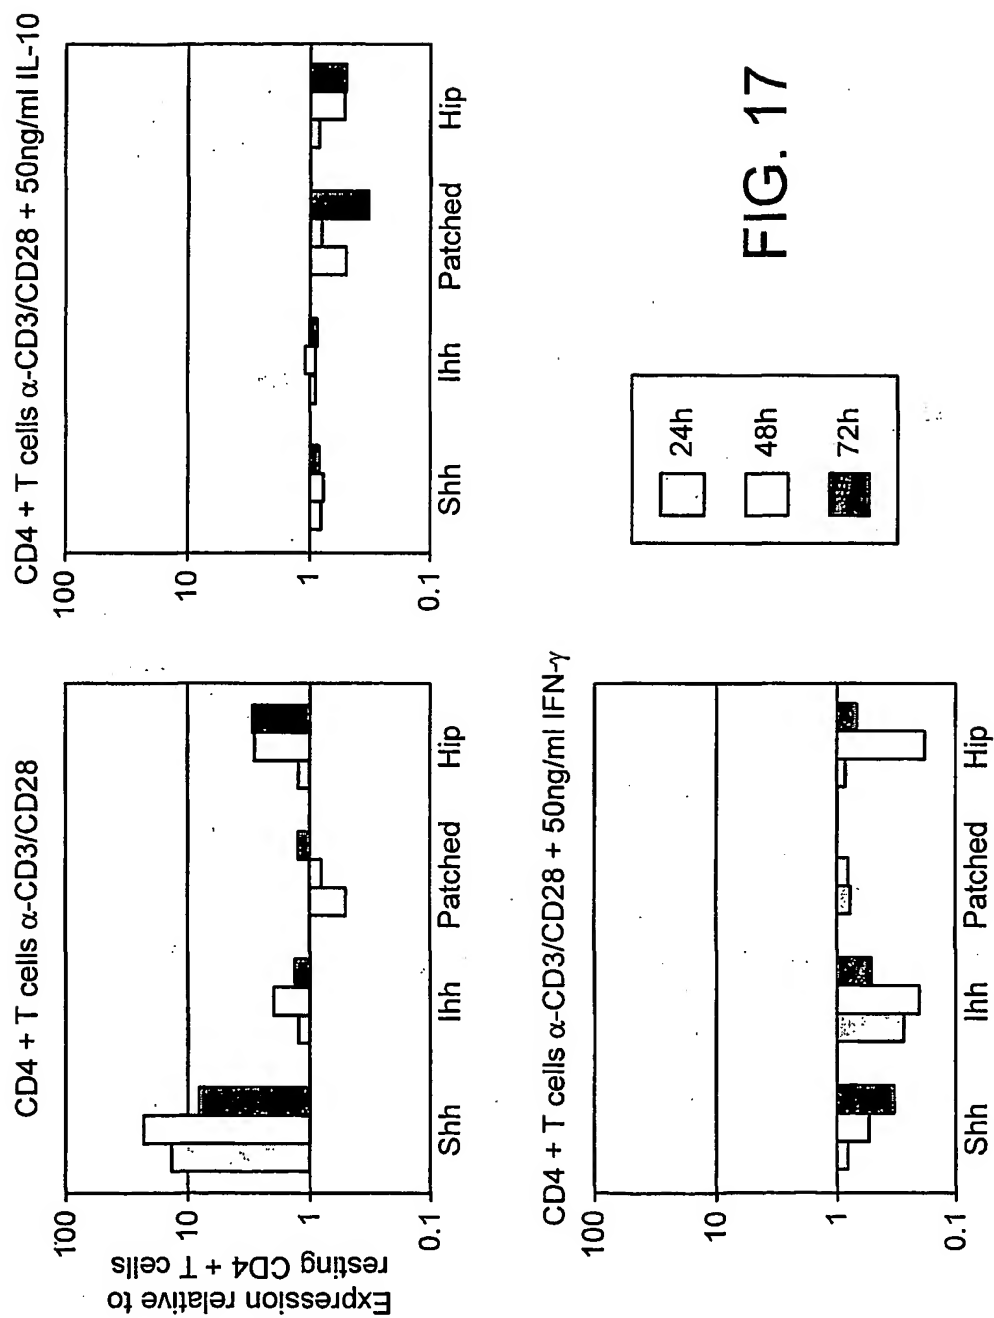 Expression relative to
resting CD4 + T cells
CD4 + T cells α-CD3/CD28
100
10
1
0.1
Shh Ihh Patched Hip
CD4 + T cells α-CD3/CD28 + 50ng/ml IL-10
100
10
1
0.1
Shh Ihh Patched Hip
CD4 + T cells α-CD3/CD28 + 50ng/ml IFN-γ
100
10
1
0.1
Shh Ihh Patched Hip
24h
48h
72h
FIG. 17